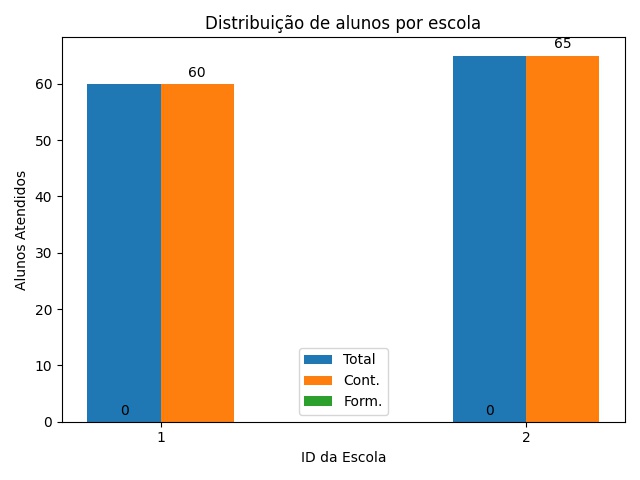 Distribuição de alunos por escola
60
65
Alunos Atendidos
60
50
40
30
20
10
0
0
0
Total
Cont.
Form.
1
2
ID da Escola